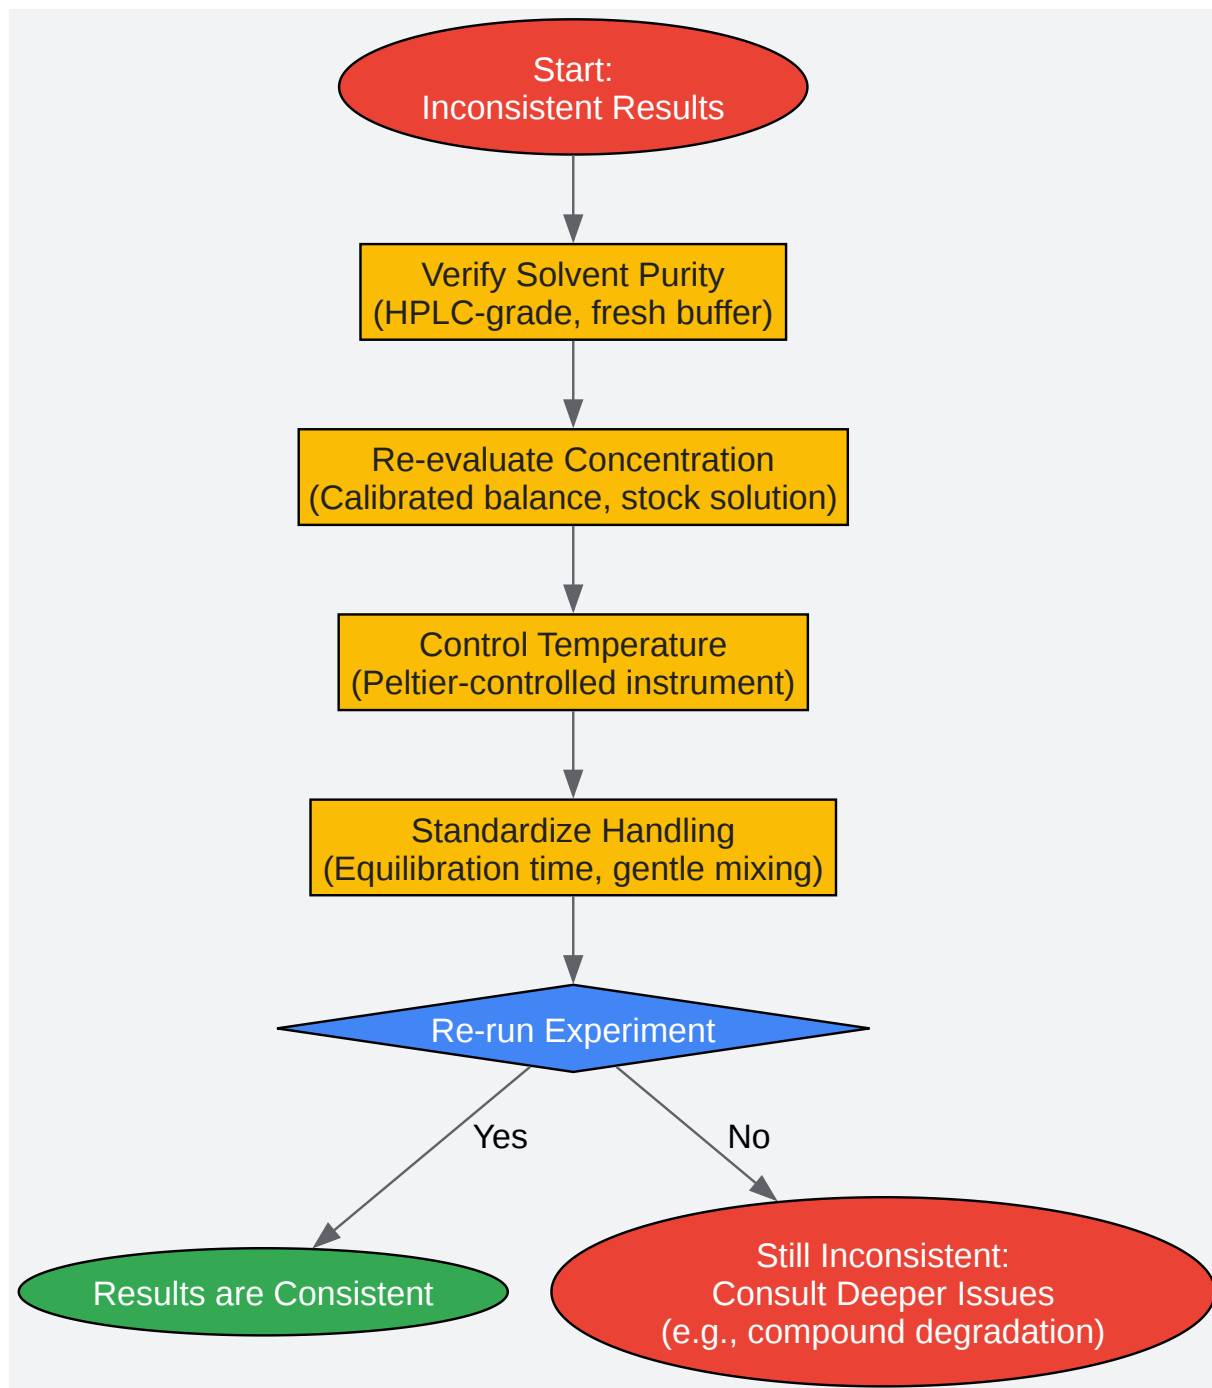 Start:
Inconsistent Results
Verify Solvent Purity
(HPLC-grade, fresh buffer)
Re-evaluate Concentration
(Calibrated balance, stock solution)
Control Temperature
(Peltier-controlled instrument)
Standardize Handling
(Equilibration time, gentle mixing)
Re-run Experiment
Yes
No
Results are Consistent
Still Inconsistent:
Consult Deeper Issues
(e.g., compound degradation)